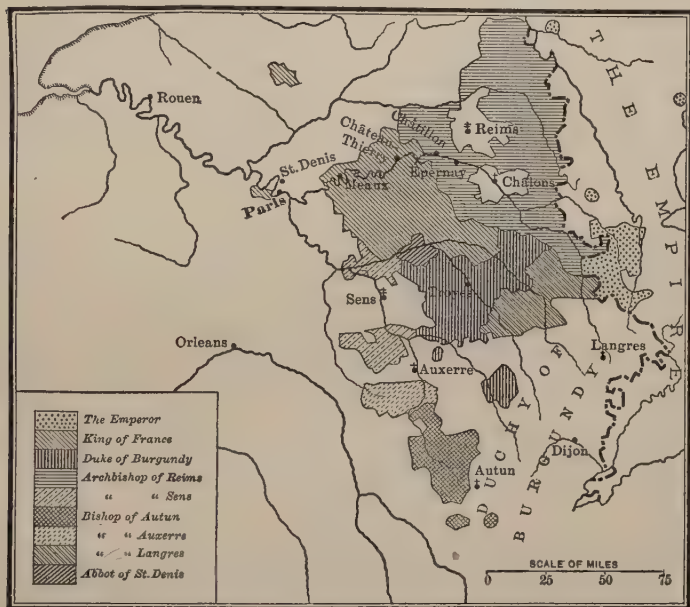 THE EMPIRE
Rouen
Reims
Châtillon
Château
Thierry
St. Denis
Epernay
Châlons
Meaux
Paris
Sens
Troyes
Orleans
Langres
Auxerre
DUCHY OF
BURGUNDY
Dijon
Autun
The Emperor
King of France
Duke of Burgundy
Archbishop of Reims
“ “ Sens
Bishop of Autun
“ “ Auxerre
“ “ Langres
Abbot of St. Denis
SCALE OF MILES
0 25 50 75